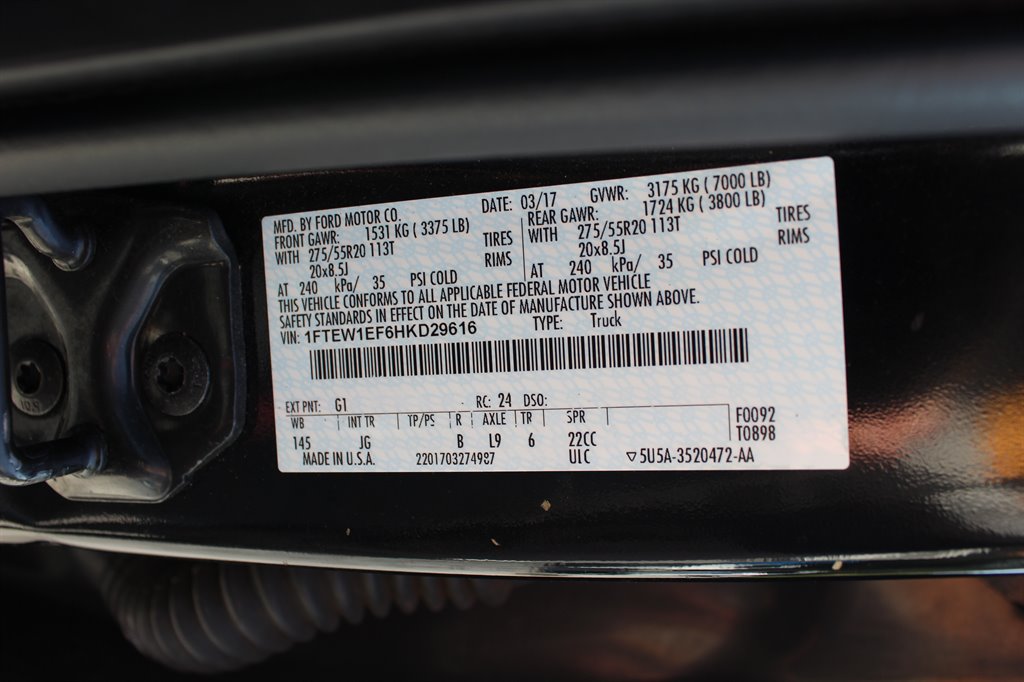 MFD. BY FORD MOTOR CO. DATE: 03/17 GVWR: 3175 KG ( 7000 LB)
FRONT GAWR: 1531 KG ( 3375 LB) REAR GAWR: 1724 KG ( 3800 LB)
WITH 275/55R20 113T TIRES WITH 275/55R20 113T TIRES
20x8.5J RIMS 20x8.5J RIMS
AT 240 kPa/ 35 PSI COLD AT 240 kPa/ 35 PSI COLD
THIS VEHICLE CONFORMS TO ALL APPLICABLE FEDERAL MOTOR VEHICLE
SAFETY STANDARDS IN EFFECT ON THE DATE OF MANUFACTURE SHOWN ABOVE.
VIN: 1FTEW1EF6HKD29616 TYPE: Truck
EXT PNT: G1 RC: 24 DSO:
WB INT TR TP/PS R AXLE TR SPR F0092
145 JG B L9 6 22CC T0898
MADE IN U.S.A. 2201703274987 UIC ▽5U5A-3520472-AA